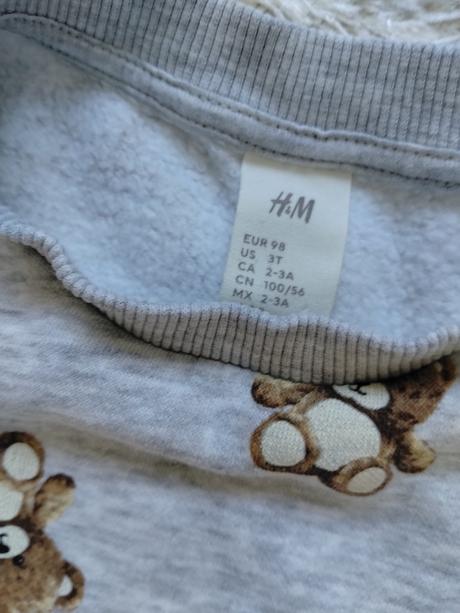 H&M
EUR 98
US 3T
CA 2-3A
CN 100/56
MX 2-3A